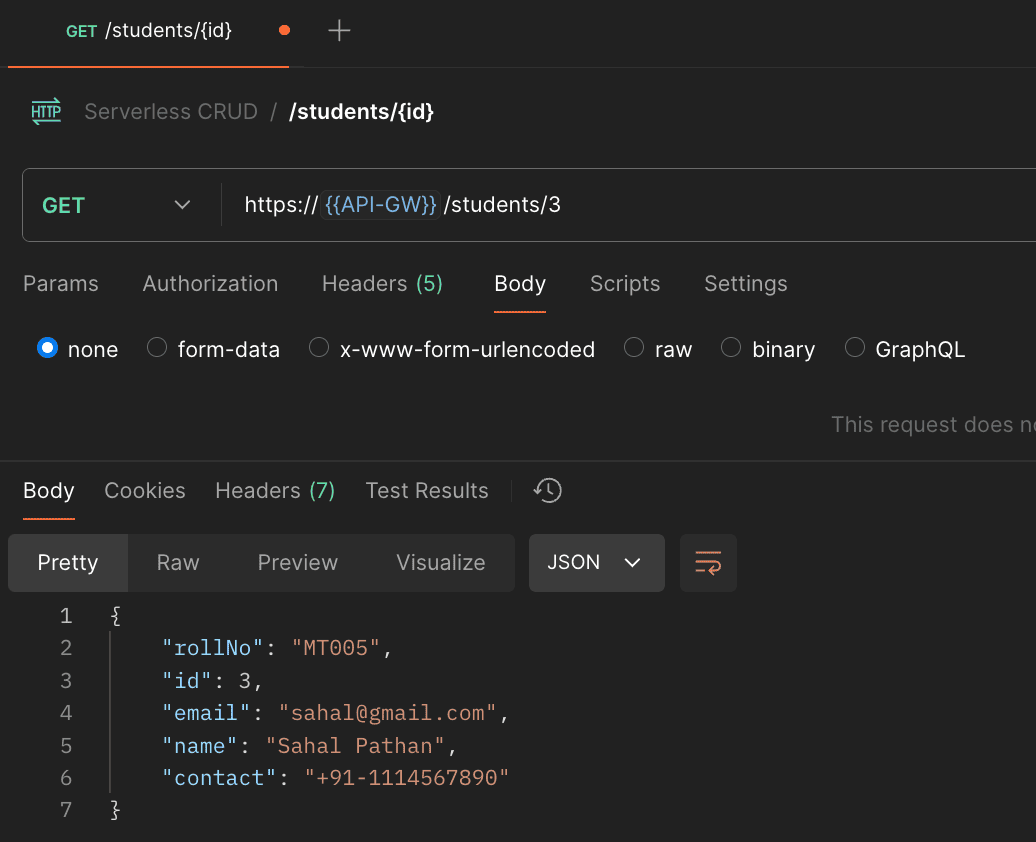 GET /students/{id}
HTTP Serverless CRUD / /students/{id}
GET https://{{API-GW}}/students/3
Params Authorization Headers (5) Body Scripts Settings
none form-data x-www-form-urlencoded raw binary GraphQL
This request does
Body Cookies Headers (7) Test Results
Pretty Raw Preview Visualize JSON
1 {
2 "rollNo": "MT005",
3 "id": 3,
4 "email": "sahal@gmail.com",
5 "name": "Sahal Pathan",
6 "contact": "+91-1114567890"
7 }